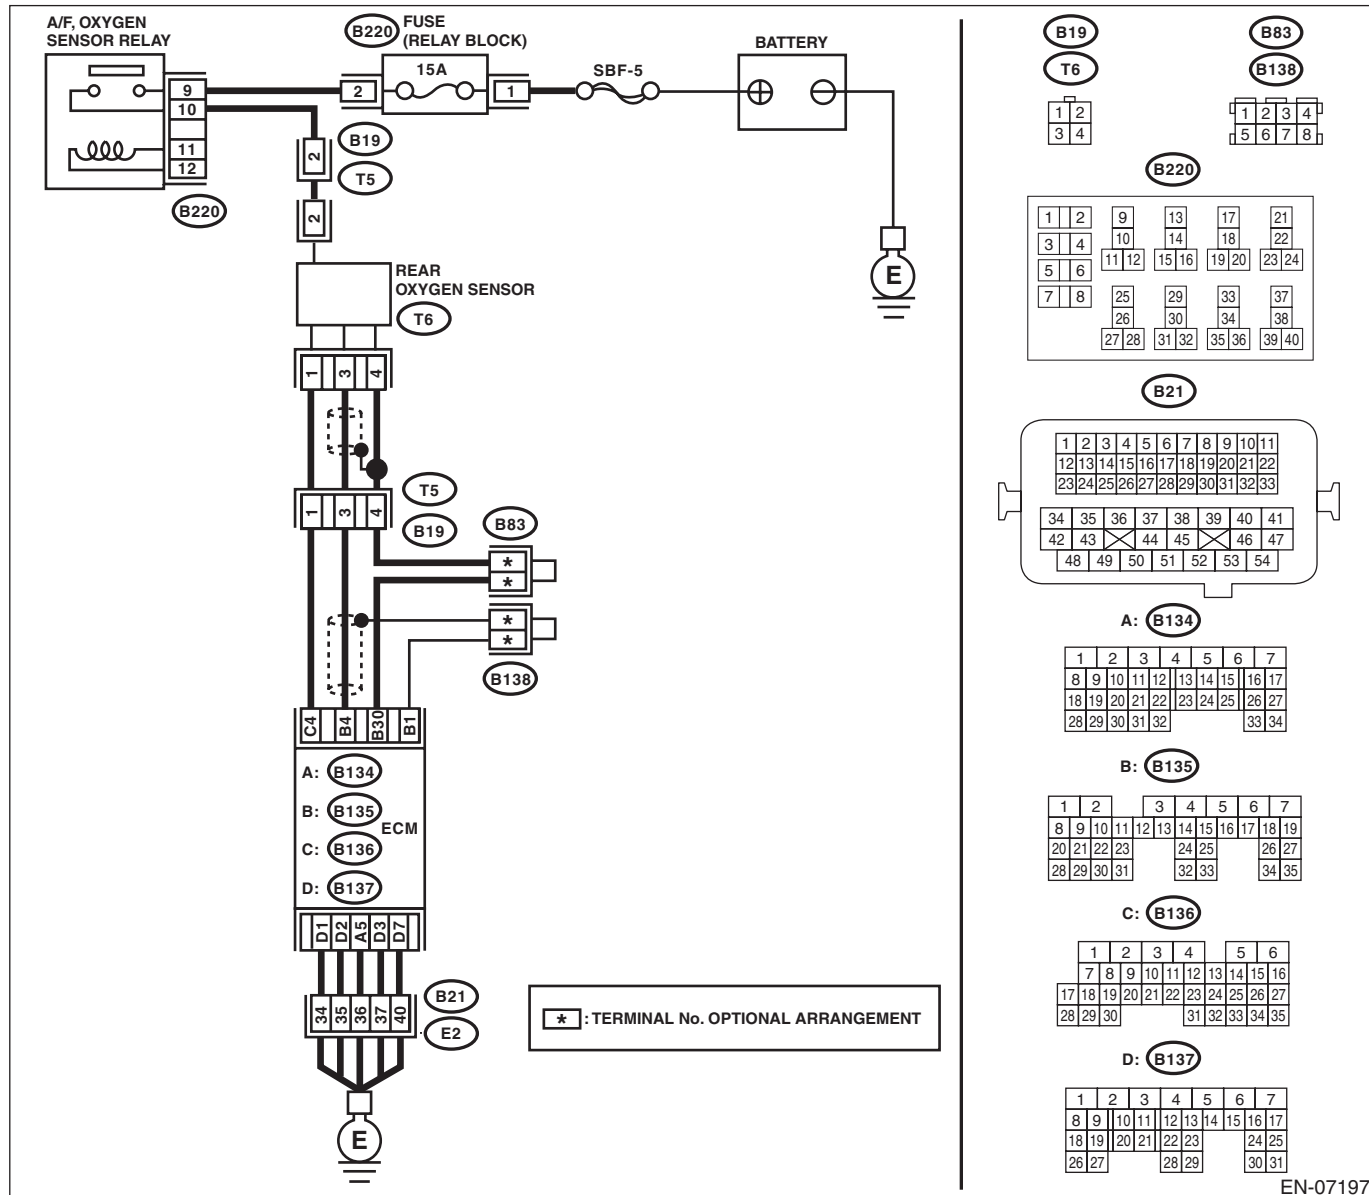 A/F, OXYGEN
SENSOR RELAY
B220
FUSE
(RELAY BLOCK)
BATTERY
15A
SBF-5
9
10
11
12
2
1
B220
2
B19
T5
2
E
REAR
OXYGEN SENSOR
T6
1 3 4
T5
1 3 4
B19
B83
*
*
*
*
B138
C4 B4 B30 B1
A: B134
B: B135
ECM
C: B136
D: B137
D1 D2 A5 D3 D7
34 35 36 37 40
B21
E2
E
* : TERMINAL No. OPTIONAL ARRANGEMENT
B19
T6
1 2
3 4
B83
B138
1 2 3 4
5 6 7 8
B220
1 2 9 13 17 21
3 4 10 14 18 22
5 6 11 12 15 16 19 20 23 24
7 8 25 29 33 37
26 30 34 38
27 28 31 32 35 36 39 40
B21
1 2 3 4 5 6 7 8 9 10 11
12 13 14 15 16 17 18 19 20 21 22
23 24 25 26 27 28 29 30 31 32 33
34 35 36 37 38 39 40 41
42 43 44 45 46 47
48 49 50 51 52 53 54
A: B134
1 2 3 4 5 6 7
8 9 10 11 12 13 14 15 16 17
18 19 20 21 22 23 24 25 26 27
28 29 30 31 32 33 34
B: B135
1 2 3 4 5 6 7
8 9 10 11 12 13 14 15 16 17 18 19
20 21 22 23 24 25 26 27
28 29 30 31 32 33 34 35
C: B136
1 2 3 4 5 6
7 8 9 10 11 12 13 14 15 16
17 18 19 20 21 22 23 24 25 26 27
28 29 30 31 32 33 34 35
D: B137
1 2 3 4 5 6 7
8 9 10 11 12 13 14 15 16 17
18 19 20 21 22 23 24 25
26 27 28 29 30 31
EN-07197